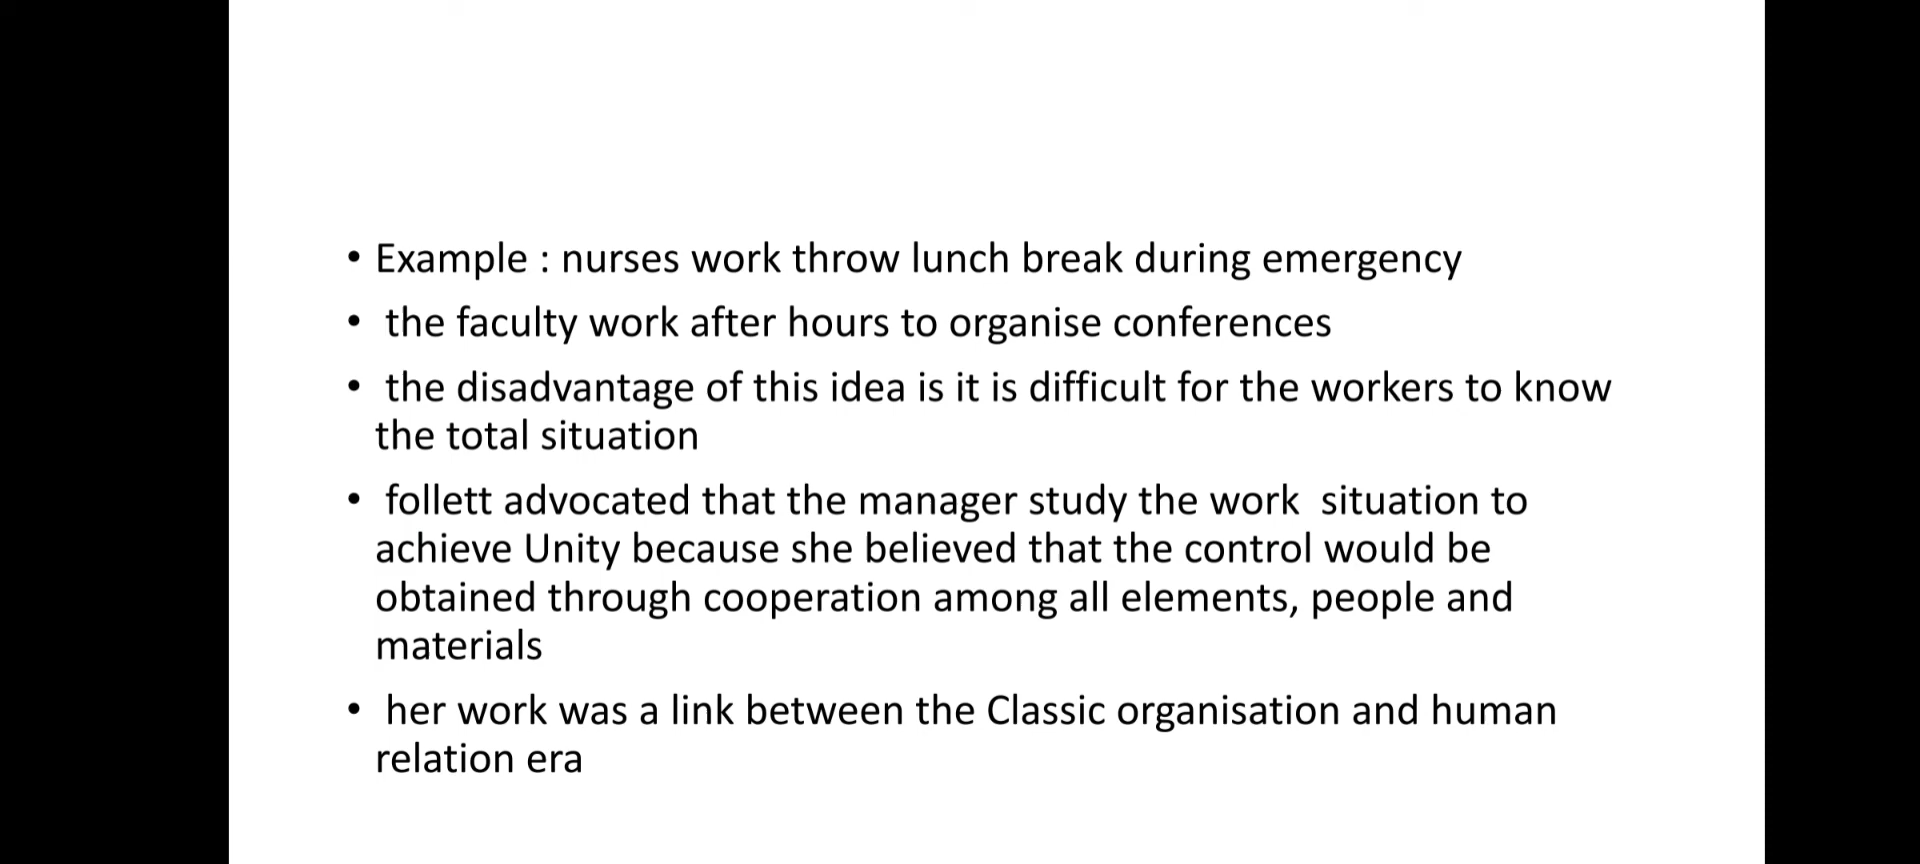 • Example : nurses work throw lunch break during emergency
• the faculty work after hours to organise conferences
• the disadvantage of this idea is it is difficult for the workers to know
the total situation
• follett advocated that the manager study the work  situation to
achieve Unity because she believed that the control would be
obtained through cooperation among all elements, people and
materials
• her work was a link between the Classic organisation and human
relation era